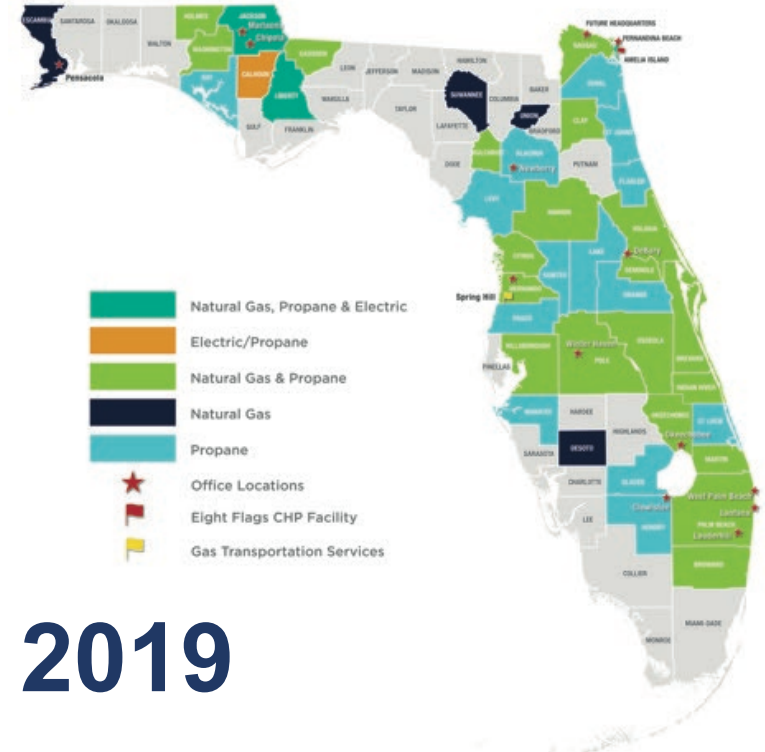 ESCAMBIA
SANTA ROSA
OKALOOSA
WALTON
HOLMES
WASHINGTON
BAY
JACKSON
Marianna
Chipola
CALHOUN
LIBERTY
GULF
FRANKLIN
GADSDEN
LEON
WAKULLA
JEFFERSON
MADISON
TAYLOR
HAMILTON
SUWANNEE
LAFAYETTE
DIXIE
COLUMBIA
BAKER
UNION
BRADFORD
GILCHRIST
ALACHUA
Newberry
LEVY
Pensacola
FUTURE HEADQUARTERS
FERNANDINA BEACH
AMELIA ISLAND
NASSAU
DUVAL
CLAY
ST. JOHNS
PUTNAM
FLAGLER
MARION
VOLUSIA
DeBary
CITRUS
SUMTER
LAKE
SEMINOLE
ORANGE
HERNANDO
Spring Hill
PASCO
HILLSBOROUGH
PINELLAS
Winter Haven
POLK
OSCEOLA
BREVARD
INDIAN RIVER
MANATEE
HARDEE
HIGHLANDS
OKEECHOBEE
Okeechobee
ST. LUCIE
SARASOTA
DESOTO
MARTIN
CHARLOTTE
GLADES
Clewiston
LEE
HENDRY
West Palm Beach
Lantana
PALM BEACH
Lauderhill
BROWARD
COLLIER
MIAMI-DADE
MONROE
Natural Gas, Propane & Electric
Electric/Propane
Natural Gas & Propane
Natural Gas
Propane
Office Locations
Eight Flags CHP Facility
Gas Transportation Services
2019